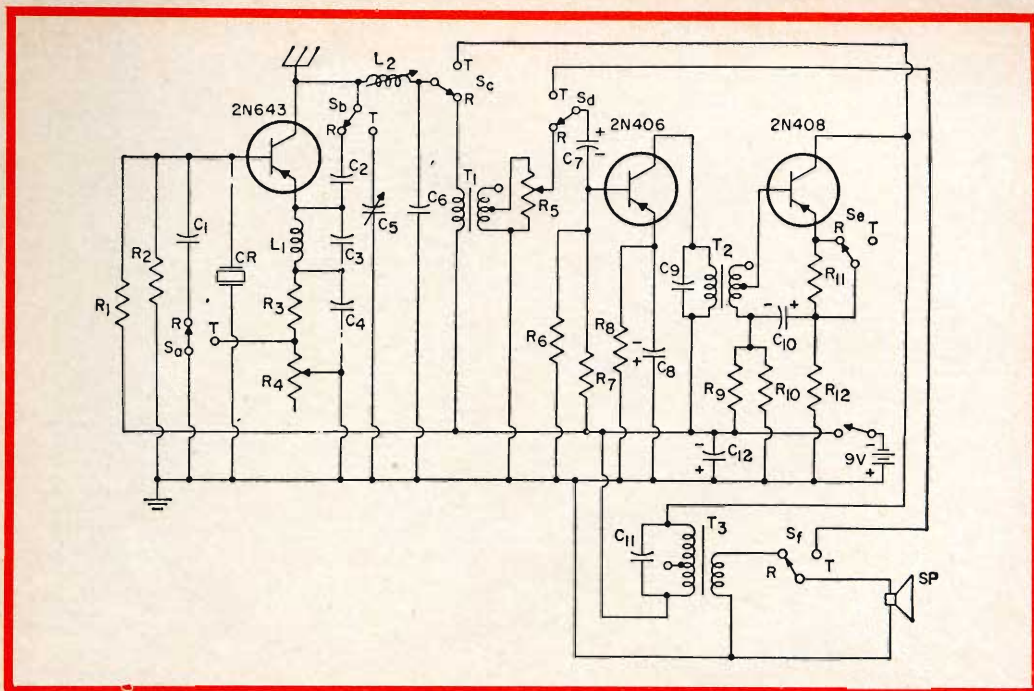 L2
T
Sc
R
T
Sd
R
2N643
Sb
R
T
C7
+
-
2N406
2N408
C2
C6
T1
R5
Se
R
T
C1
R2
CR
L1
C3
C5
C9
T2
R11
R1
R3
C4
R
Sa
T
R4
R6
R7
R8
-
+
C8
-
+
C10
R9
R10
R12
C12
-
+
9V
-
+
C11
T3
Sf
R
T
SP